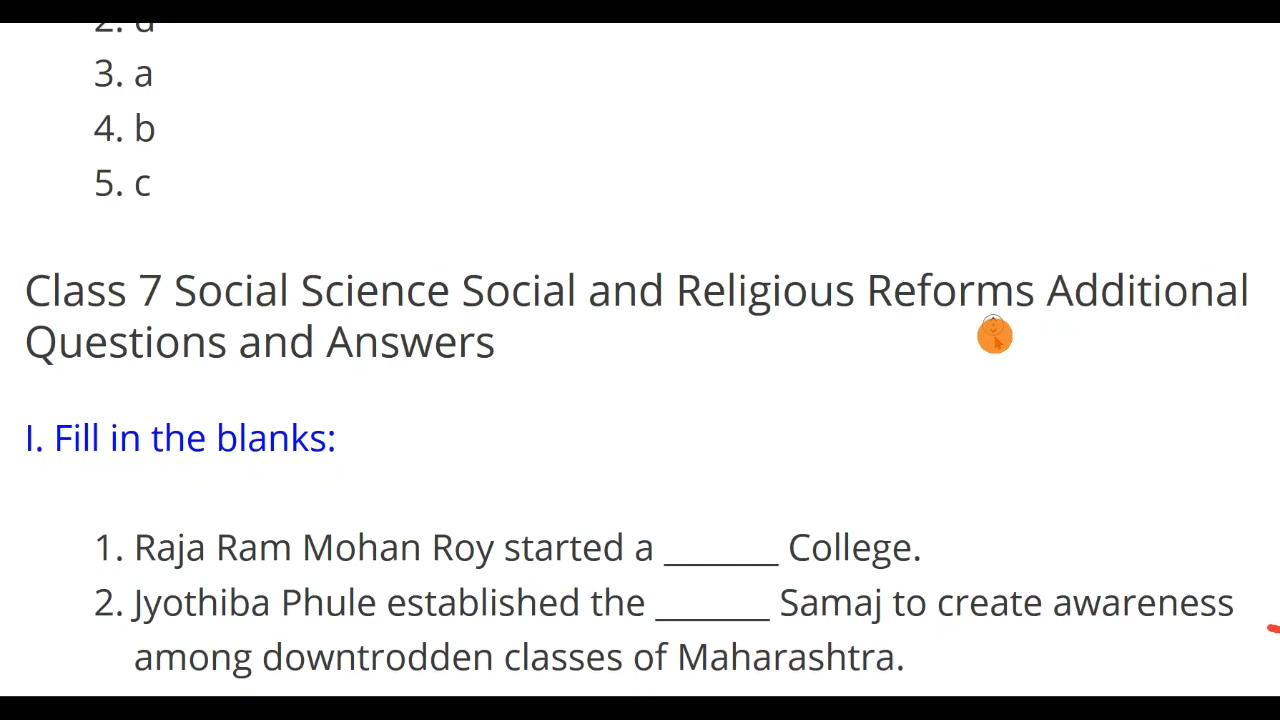 3. a
4. b
5. c
Class 7 Social Science Social and Religious Reforms Additional
Questions and Answers
I. Fill in the blanks:
1. Raja Ram Mohan Roy started a ______ College.
2. Jyothiba Phule established the ______ Samaj to create awareness
among downtrodden classes of Maharashtra.